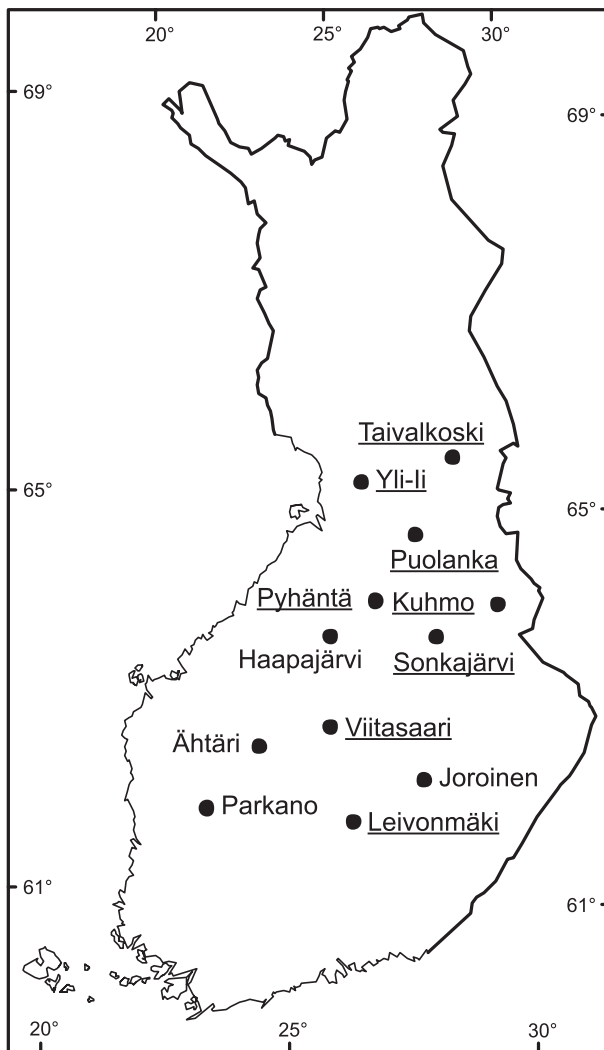 20° 25° 30°
69°
69°
Taivalkoski
Yli-Ii
65°
65°
Puolanka
Pyhäntä Kuhmo
Haapajärvi Sonkajärvi
Viitasaari
Ähtäri
Joroinen
Parkano
Leivonmäki
61°
61°
20° 25° 30°